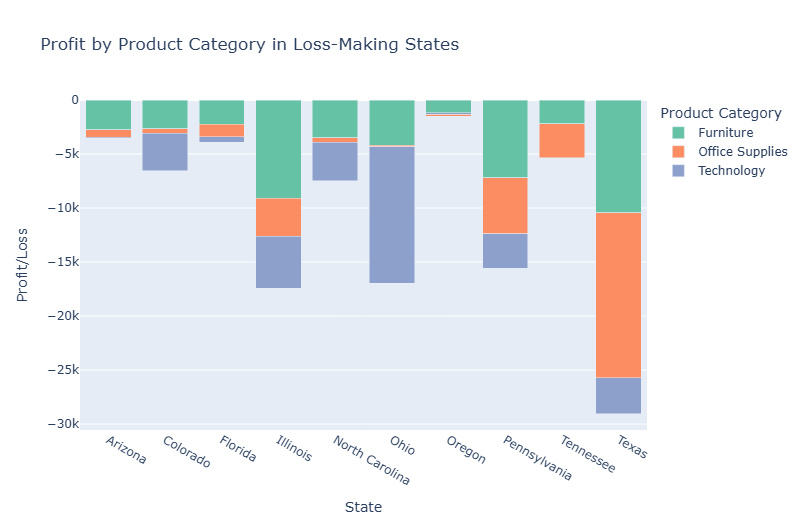 Profit by Product Category in Loss-Making States
Product Category
Furniture
Office Supplies
Technology
Profit/Loss
0
−5k
−10k
−15k
−20k
−25k
−30k
Arizona
Colorado
Florida
Illinois
North Carolina
Ohio
Oregon
Pennsylvania
Tennessee
Texas
State